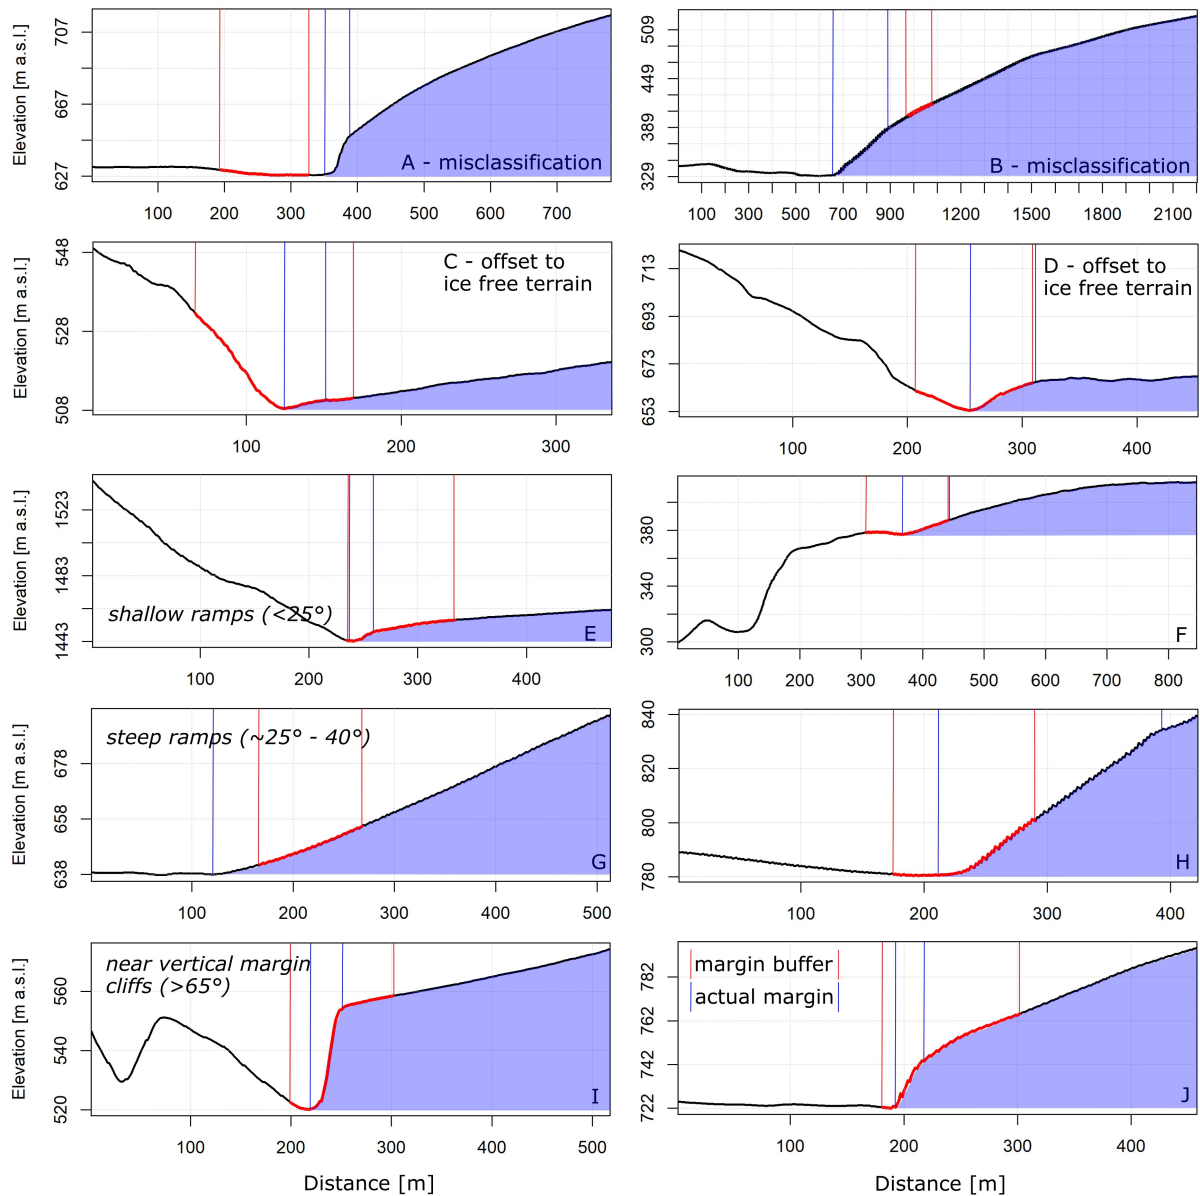 Elevation [m a.s.l.]
707
667
627
A - misclassification
100 200 300 400 500 600 700
509
449
389
329
B - misclassification
100 300 500 700 900 1200 1500 1800 2100
Elevation [m a.s.l.]
548
528
508
C - offset to
ice free terrain
100 200 300
713
693
673
653
D - offset to
ice free terrain
100 200 300 400
Elevation [m a.s.l.]
1523
1483
1443
shallow ramps (<25°)
E
100 200 300 400
380
340
300
F
100 200 300 400 500 600 700 800
Elevation [m a.s.l.]
678
658
638
steep ramps (~25° - 40°)
G
100 200 300 400 500
840
820
800
780
H
100 200 300 400
Elevation [m a.s.l.]
560
540
520
near vertical margin
cliffs (>65°)
I
100 200 300 400 500
Distance [m]
782
762
742
722
margin buffer
actual margin
J
100 200 300 400
Distance [m]